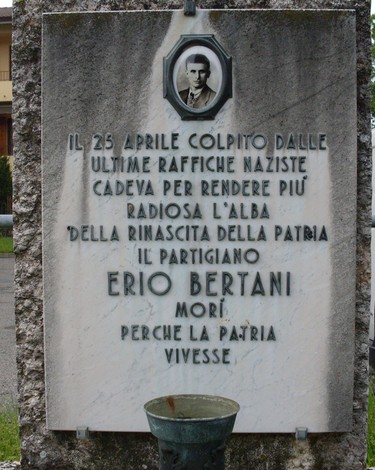 IL 25 APRILE COLPITO DALLE
ULTIME RAFFICHE NAZISTE
CADEVA PER RENDERE PIU'
RADIOSA L'ALBA
DELLA RINASCITA DELLA PATRIA
IL PARTIGIANO
ERIO BERTANI
MORÍ
PERCHE LA PATRIA
VIVESSE